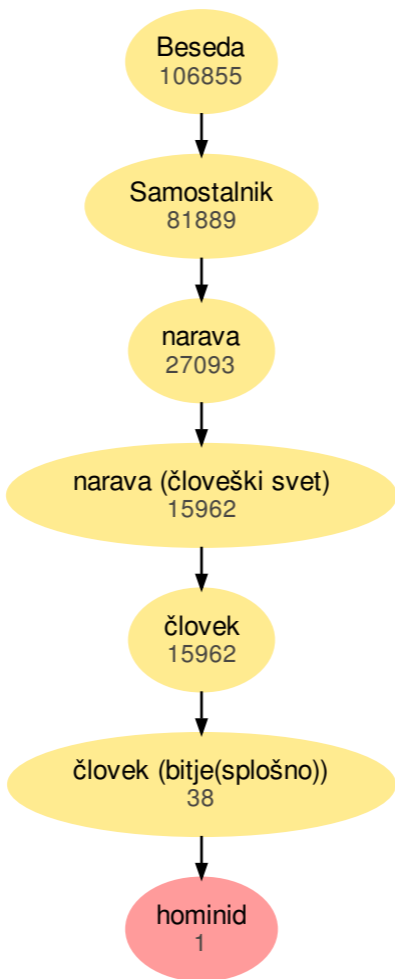 Beseda
106855
Samostalnik
81889
narava
27093
narava (človeški svet)
15962
človek
15962
človek (bitje(splošno))
38
hominid
1